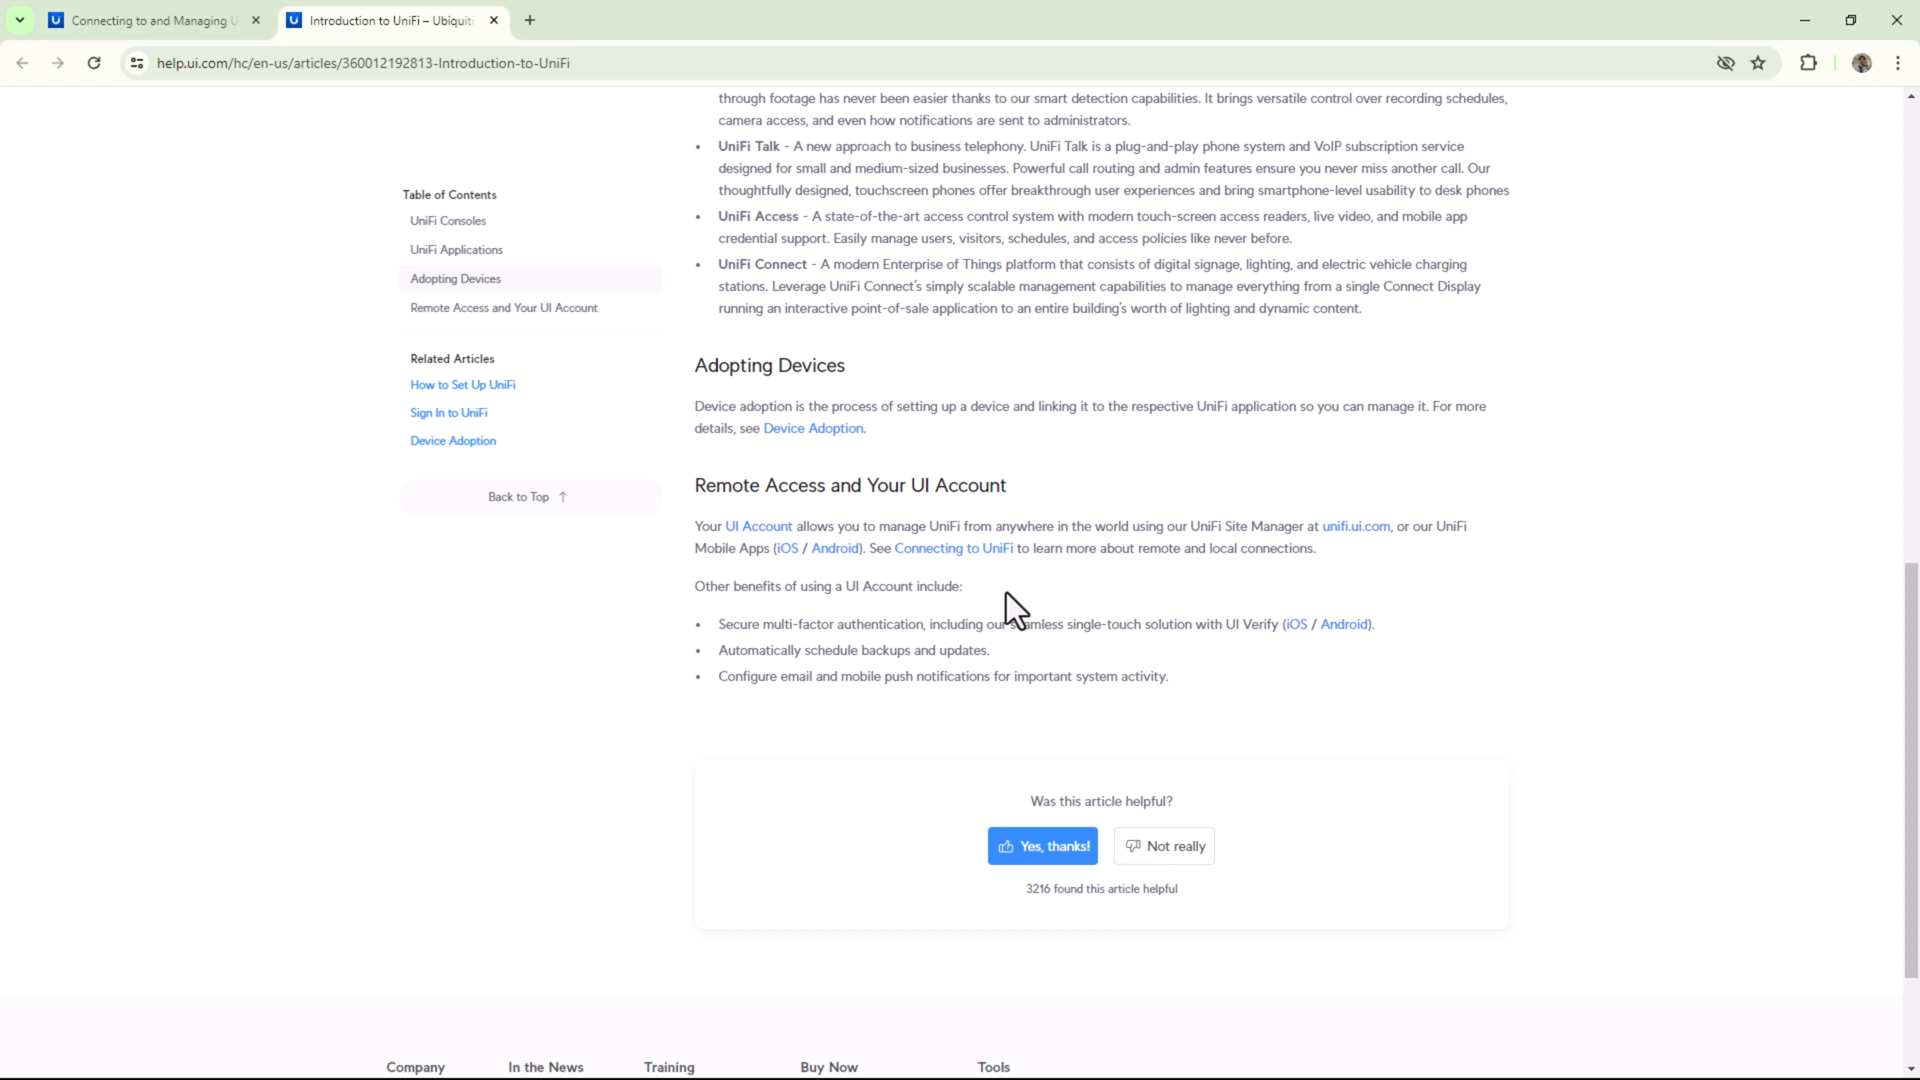 Connecting to and Managing U
Introduction to UniFi – Ubiquiti
help.ui.com/hc/en-us/articles/360012192813-Introduction-to-UniFi
Table of Contents
UniFi Consoles
UniFi Applications
Adopting Devices
Remote Access and Your UI Account
Related Articles
How to Set Up UniFi
Sign In to UniFi
Device Adoption
Back to Top ↑
through footage has never been easier thanks to our smart detection capabilities. It brings versatile control over recording schedules,
camera access, and even how notifications are sent to administrators.
• UniFi Talk - A new approach to business telephony. UniFi Talk is a plug-and-play phone system and VoIP subscription service
designed for small and medium-sized businesses. Powerful call routing and admin features ensure you never miss another call. Our
thoughtfully designed, touchscreen phones offer breakthrough user experiences and bring smartphone-level usability to desk phones
• UniFi Access - A state-of-the-art access control system with modern touch-screen access readers, live video, and mobile app
credential support. Easily manage users, visitors, schedules, and access policies like never before.
• UniFi Connect - A modern Enterprise of Things platform that consists of digital signage, lighting, and electric vehicle charging
stations. Leverage UniFi Connect's simply scalable management capabilities to manage everything from a single Connect Display
running an interactive point-of-sale application to an entire building's worth of lighting and dynamic content.
Adopting Devices
Device adoption is the process of setting up a device and linking it to the respective UniFi application so you can manage it. For more
details, see Device Adoption.
Remote Access and Your UI Account
Your UI Account allows you to manage UniFi from anywhere in the world using our UniFi Site Manager at unifi.ui.com, or our UniFi
Mobile Apps (iOS / Android). See Connecting to UniFi to learn more about remote and local connections.
Other benefits of using a UI Account include:
• Secure multi-factor authentication, including our seamless single-touch solution with UI Verify (iOS / Android).
• Automatically schedule backups and updates.
• Configure email and mobile push notifications for important system activity.
Was this article helpful?
Yes, thanks!
Not really
3216 found this article helpful
Company
In the News
Training
Buy Now
Tools